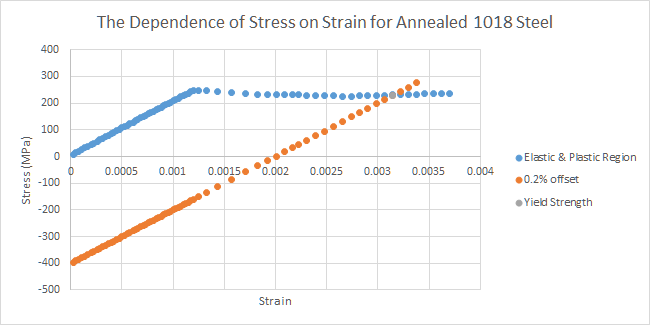 The Dependence of Stress on Strain for Annealed 1018 Steel
400
300
200
100
0
-100
-200
-300
-400
-500
0 0.0005 0.001 0.0015 0.002 0.0025 0.003 0.0035 0.004
Stress (MPa)
Strain
Elastic & Plastic Region
0.2% offset
Yield Strength